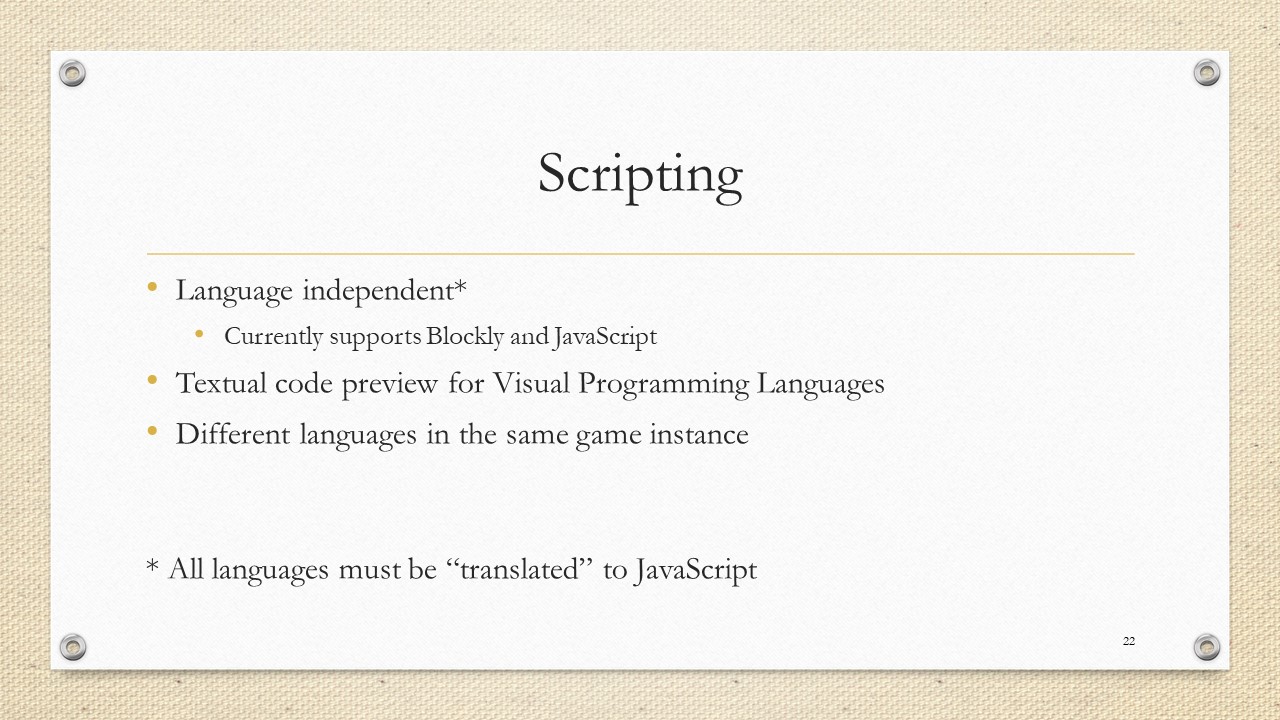 Scripting
• Language independent*
• Currently supports Blockly and JavaScript
• Textual code preview for Visual Programming Languages
• Different languages in the same game instance
* All languages must be “translated” to JavaScript
22